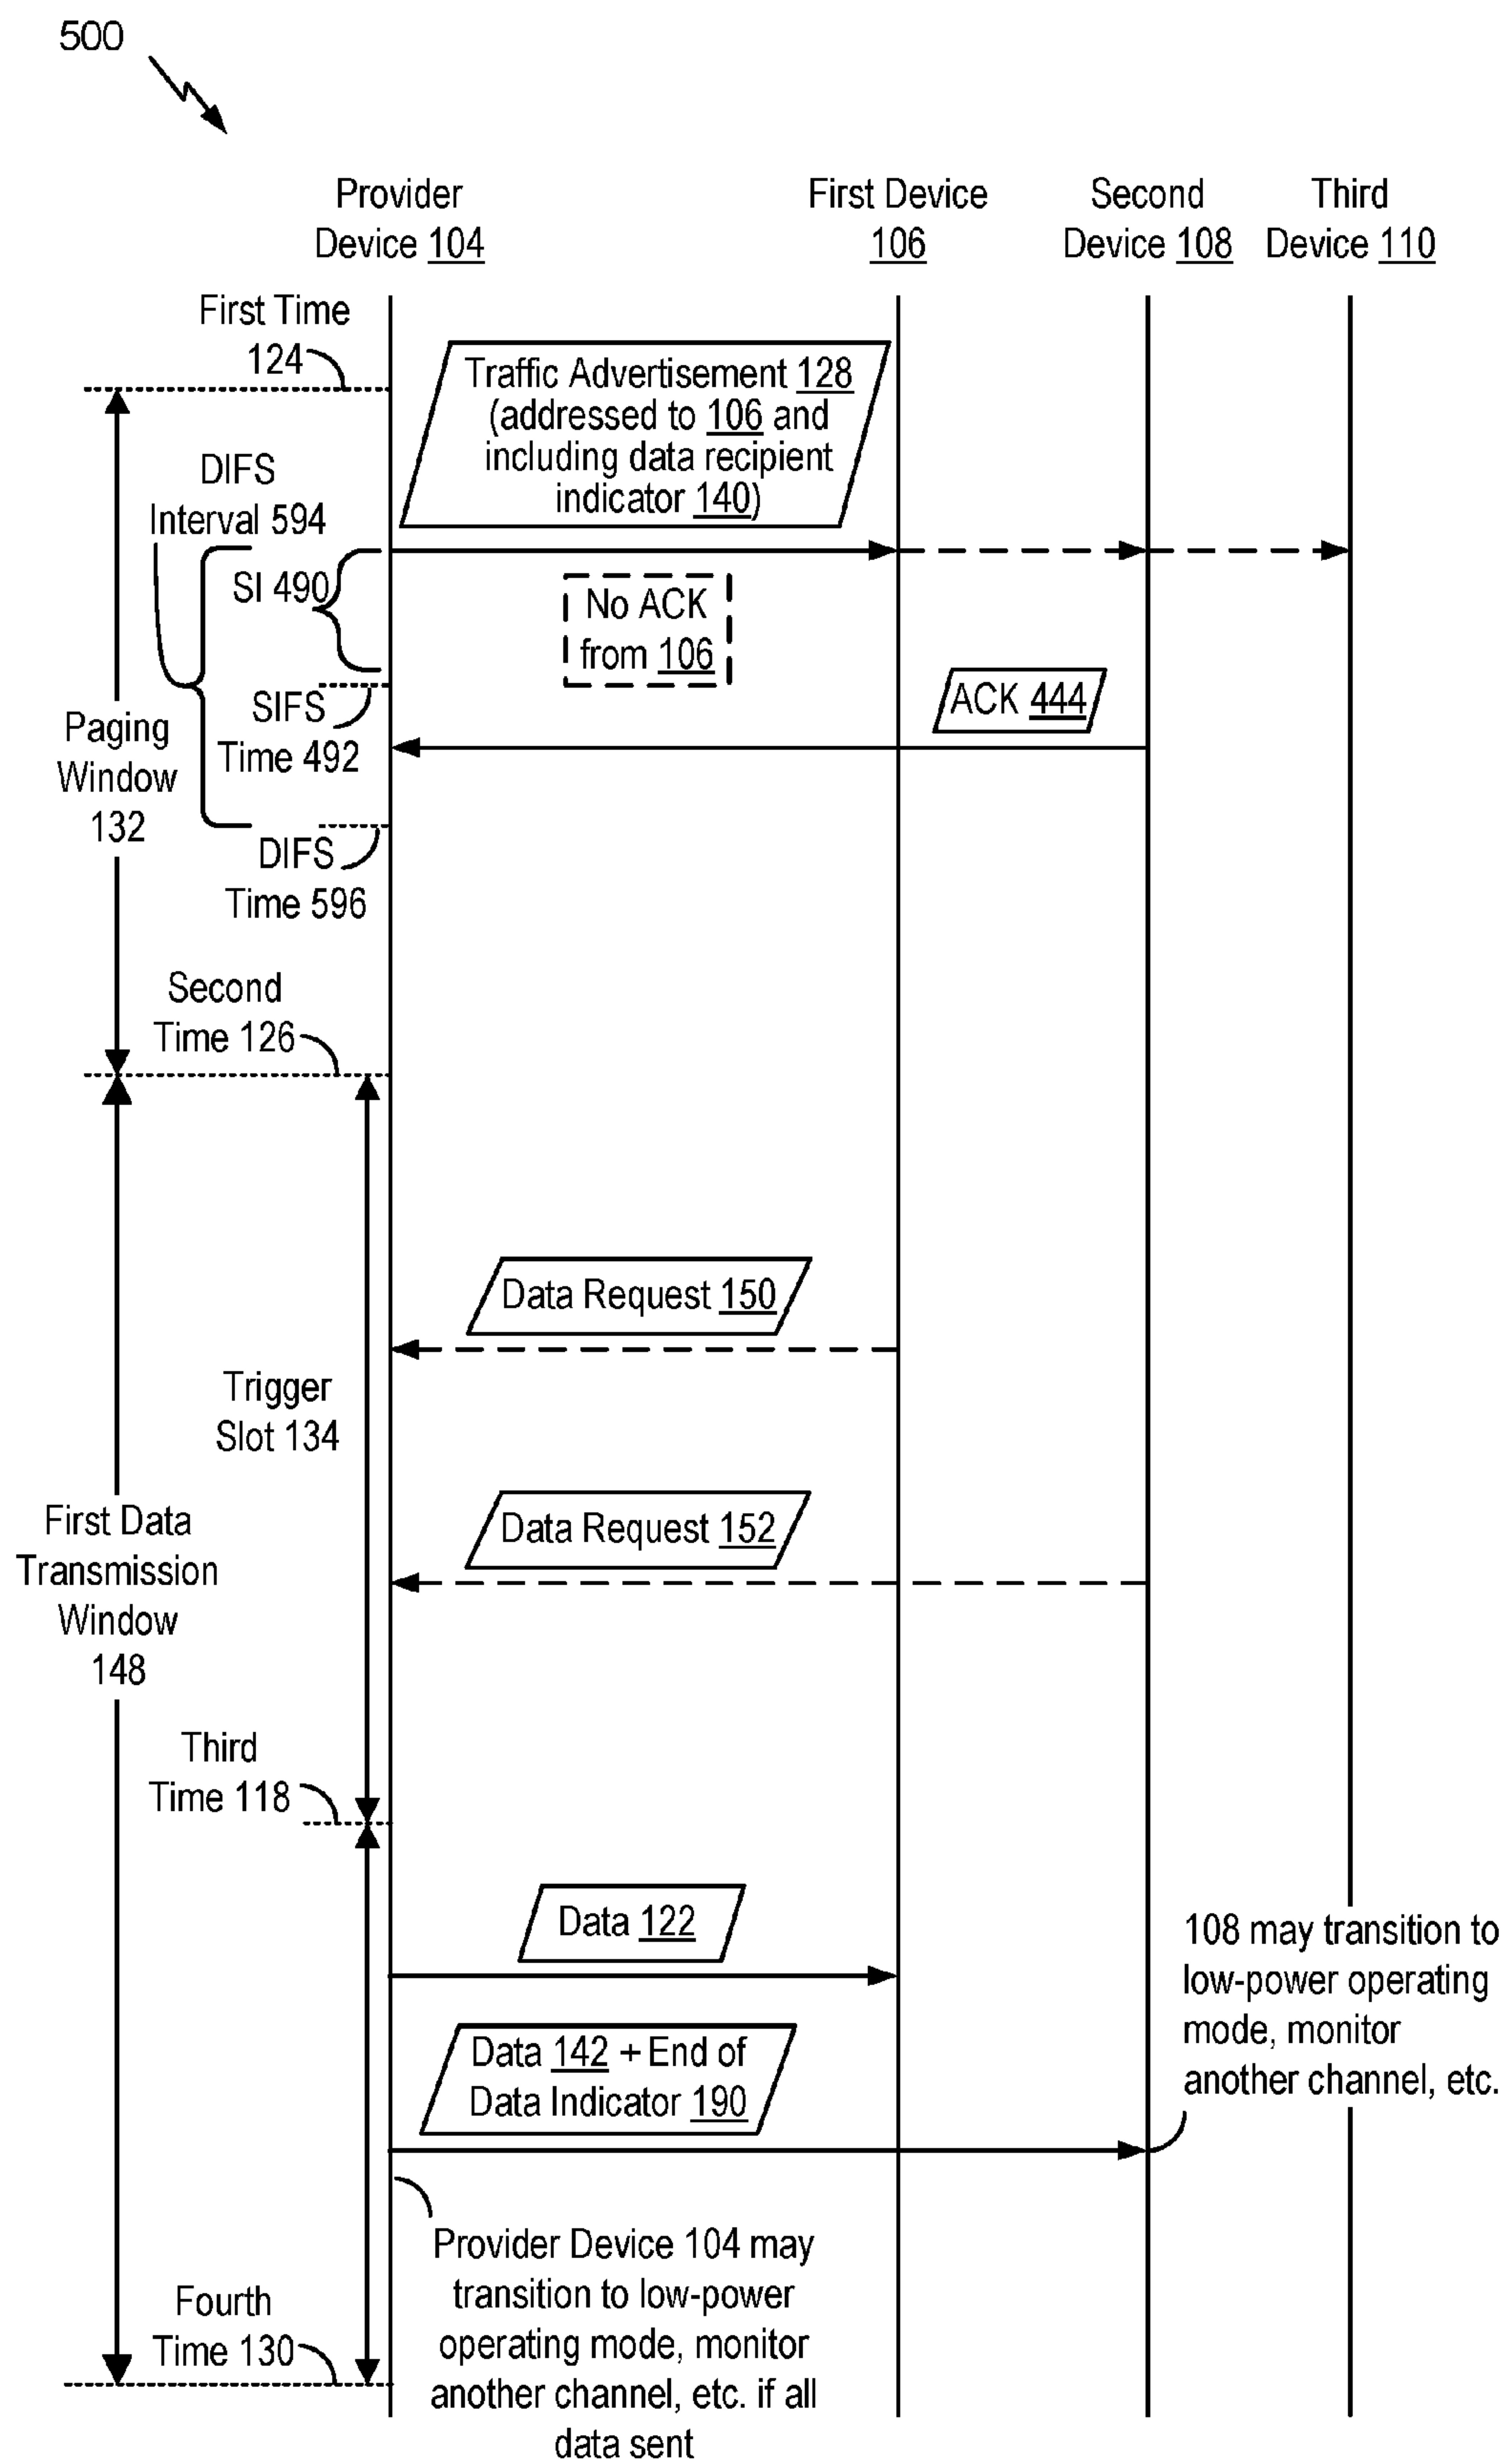 500
Provider
Device 104
First Device
106
Second
Device 108
Third
Device 110
First Time
124
Traffic Advertisement 128
(addressed to 106 and
including data recipient
indicator 140)
DIFS
Interval 594
SI 490
No ACK
from 106
SIFS
Time 492
ACK 444
Paging
Window
132
DIFS
Time 596
Second
Time 126
Data Request 150
Trigger
Slot 134
Data Request 152
First Data
Transmission
Window
148
Third
Time 118
Data 122
108 may transition to
low-power operating
mode, monitor
another channel, etc.
Data 142 + End of
Data Indicator 190
Provider Device 104 may
transition to low-power
operating mode, monitor
another channel, etc. if all
data sent
Fourth
Time 130